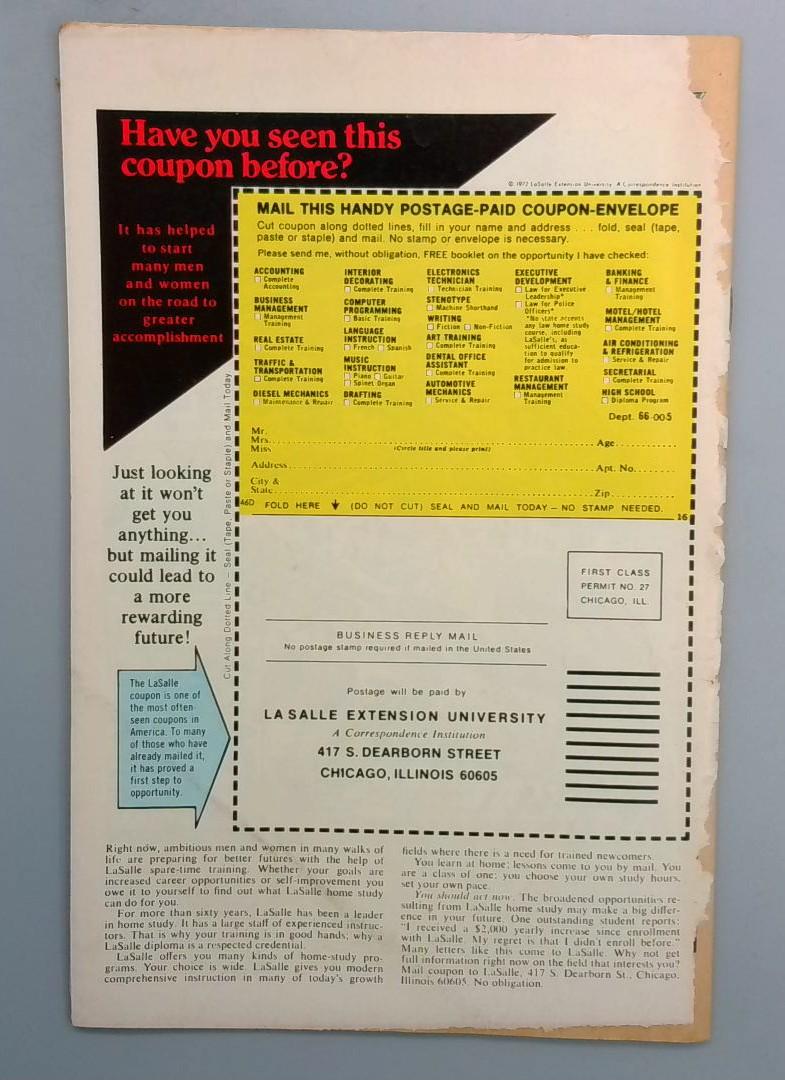 Have you seen this
coupon before?
It has helped
to start
many men
and women
on the road to
greater
accomplishment
Just looking
at it won't
get you
anything...
but mailing it
could lead to
a more
rewarding
future!
The LaSalle
coupon is one of
the most often-
seen coupons in
America. To many
of those who have
already mailed it,
it has proved a
first step to
opportunity.
Cut Along Dotted Line — Seal (Tape, Paste or Staple) and Mail Today
© 1972 LaSalle Extension University A Correspondence Institution
MAIL THIS HANDY POSTAGE-PAID COUPON-ENVELOPE
Cut coupon along dotted lines, fill in your name and address . . . fold, seal (tape,
paste or staple) and mail. No stamp or envelope is necessary.
Please send me, without obligation, FREE booklet on the opportunity I have checked:
ACCOUNTING
☐ Complete
Accounting
BUSINESS
MANAGEMENT
☐ Management
Training
REAL ESTATE
☐ Complete Training
TRAFFIC &
TRANSPORTATION
☐ Complete Training
DIESEL MECHANICS
☐ Maintenance & Repair
INTERIOR
DECORATING
☐ Complete Training
COMPUTER
PROGRAMMING
☐ Basic Training
LANGUAGE
INSTRUCTION
☐ French ☐ Spanish
MUSIC
INSTRUCTION
☐ Piano ☐ Guitar
☐ Spinet Organ
DRAFTING
☐ Complete Training
ELECTRONICS
TECHNICIAN
☐ Technician Training
STENOTYPE
☐ Machine Shorthand
WRITING
☐ Fiction ☐ Non-Fiction
ART TRAINING
☐ Complete Training
DENTAL OFFICE
ASSISTANT
☐ Complete Training
AUTOMOTIVE
MECHANICS
☐ Service & Repair
EXECUTIVE
DEVELOPMENT
☐ Law for Executive
Leadership*
☐ Law for Police
Officers*
*No state accepts
any law home study
course, including
LaSalle's, as
sufficient educa-
tion to qualify
for admission to
practice law.
RESTAURANT
MANAGEMENT
☐ Management
Training
BANKING
& FINANCE
☐ Management
Training
MOTEL/HOTEL
MANAGEMENT
☐ Complete Training
AIR CONDITIONING
& REFRIGERATION
☐ Service & Repair
SECRETARIAL
☐ Complete Training
HIGH SCHOOL
☐ Diploma Program
Dept. 66-005
Mr.
Mrs. Age
Miss (Circle title and please print)
Address Apt. No.
City &
State Zip
46D FOLD HERE ↓ (DO NOT CUT) SEAL AND MAIL TODAY — NO STAMP NEEDED.
16
FIRST CLASS
PERMIT NO. 27
CHICAGO, ILL.
BUSINESS REPLY MAIL
No postage stamp required if mailed in the United States
Postage will be paid by
LA SALLE EXTENSION UNIVERSITY
A Correspondence Institution
417 S. DEARBORN STREET
CHICAGO, ILLINOIS 60605
Right now, ambitious men and women in many walks of
life are preparing for better futures with the help of
LaSalle spare-time training. Whether your goals are
increased career opportunities or self-improvement you
owe it to yourself to find out what LaSalle home study
can do for you.
For more than sixty years, LaSalle has been a leader
in home study. It has a large staff of experienced instruc-
tors. That is why your training is in good hands; why a
LaSalle diploma is a respected credential.
LaSalle offers you many kinds of home-study pro-
grams. Your choice is wide. LaSalle gives you modern
comprehensive instruction in many of today's growth
fields where there is a need for trained newcomers.
You learn at home; lessons come to you by mail. You
are a class of one; you choose your own study hours,
set your own pace.
You should act now. The broadened opportunities re-
sulting from LaSalle home study may make a big differ-
ence in your future. One outstanding student reports:
"I received a $2,000 yearly increase since enrollment
with LaSalle. My regret is that I didn't enroll before."
Many letters like this come to LaSalle. Why not get
full information right now on the field that interests you?
Mail coupon to LaSalle, 417 S. Dearborn St., Chicago,
Illinois 60605. No obligation.